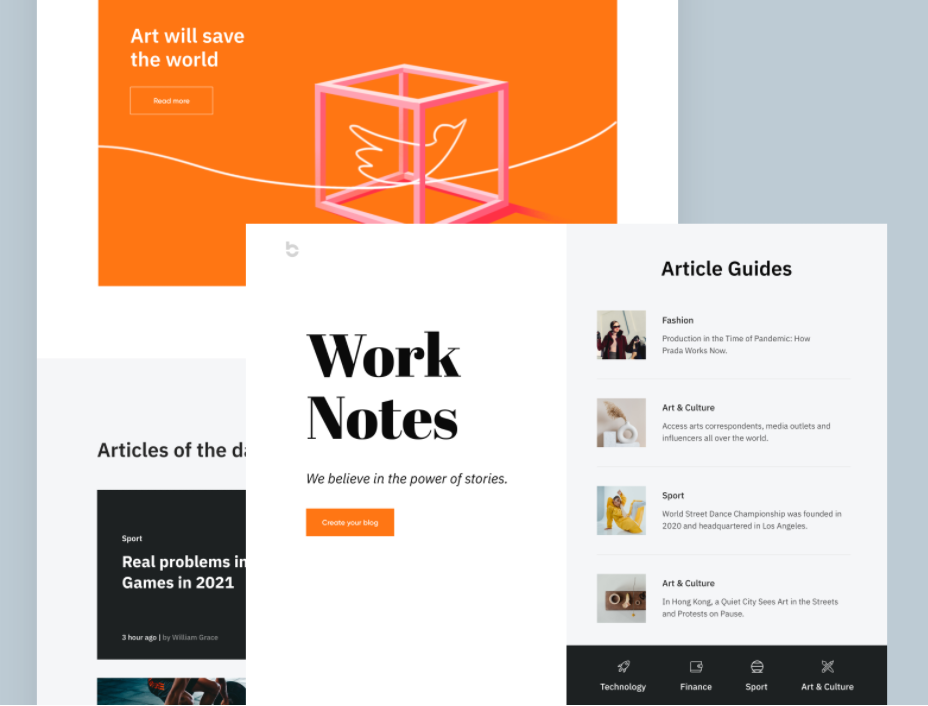 Art will save
the world
Read more
Articles of the
Sport
Real problems in
Games in 2021
3 hour ago | by William Grace
b
Work
Notes
We believe in the power of stories.
Create your blog
Article Guides
Fashion
Production in the Time of Pandemic: How
Prada Works Now.
Art & Culture
Access arts correspondents, media outlets and
influencers all over the world.
Sport
World Street Dance Championship was founded in
2020 and headquartered in Los Angeles.
Art & Culture
In Hong Kong, a Quiet City Sees Art in the Streets
and Protests on Pause.
Technology
Finance
Sport
Art & Culture